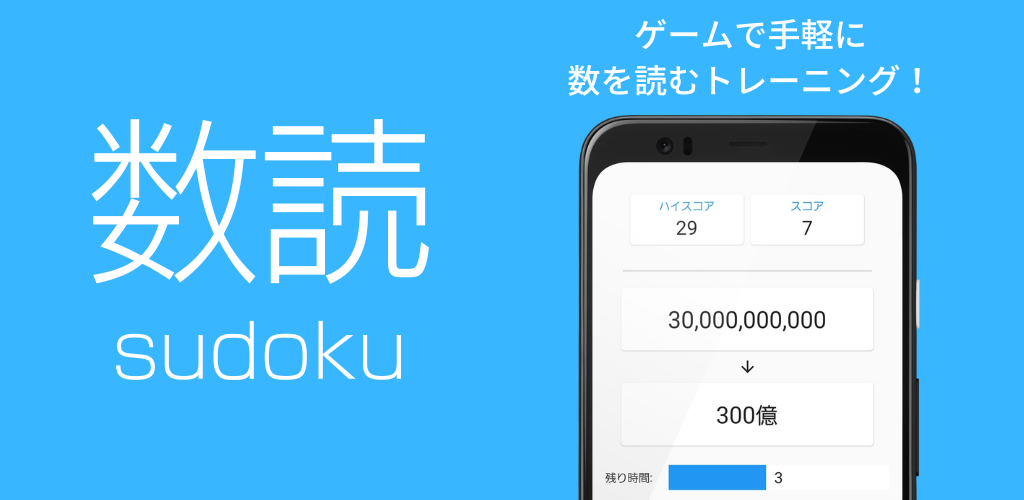 数読
sudoku
ゲームで手軽に
数を読むトレーニング！
ハイスコア
29
スコア
7
30,000,000,000
↓
300億
残り時間:
3